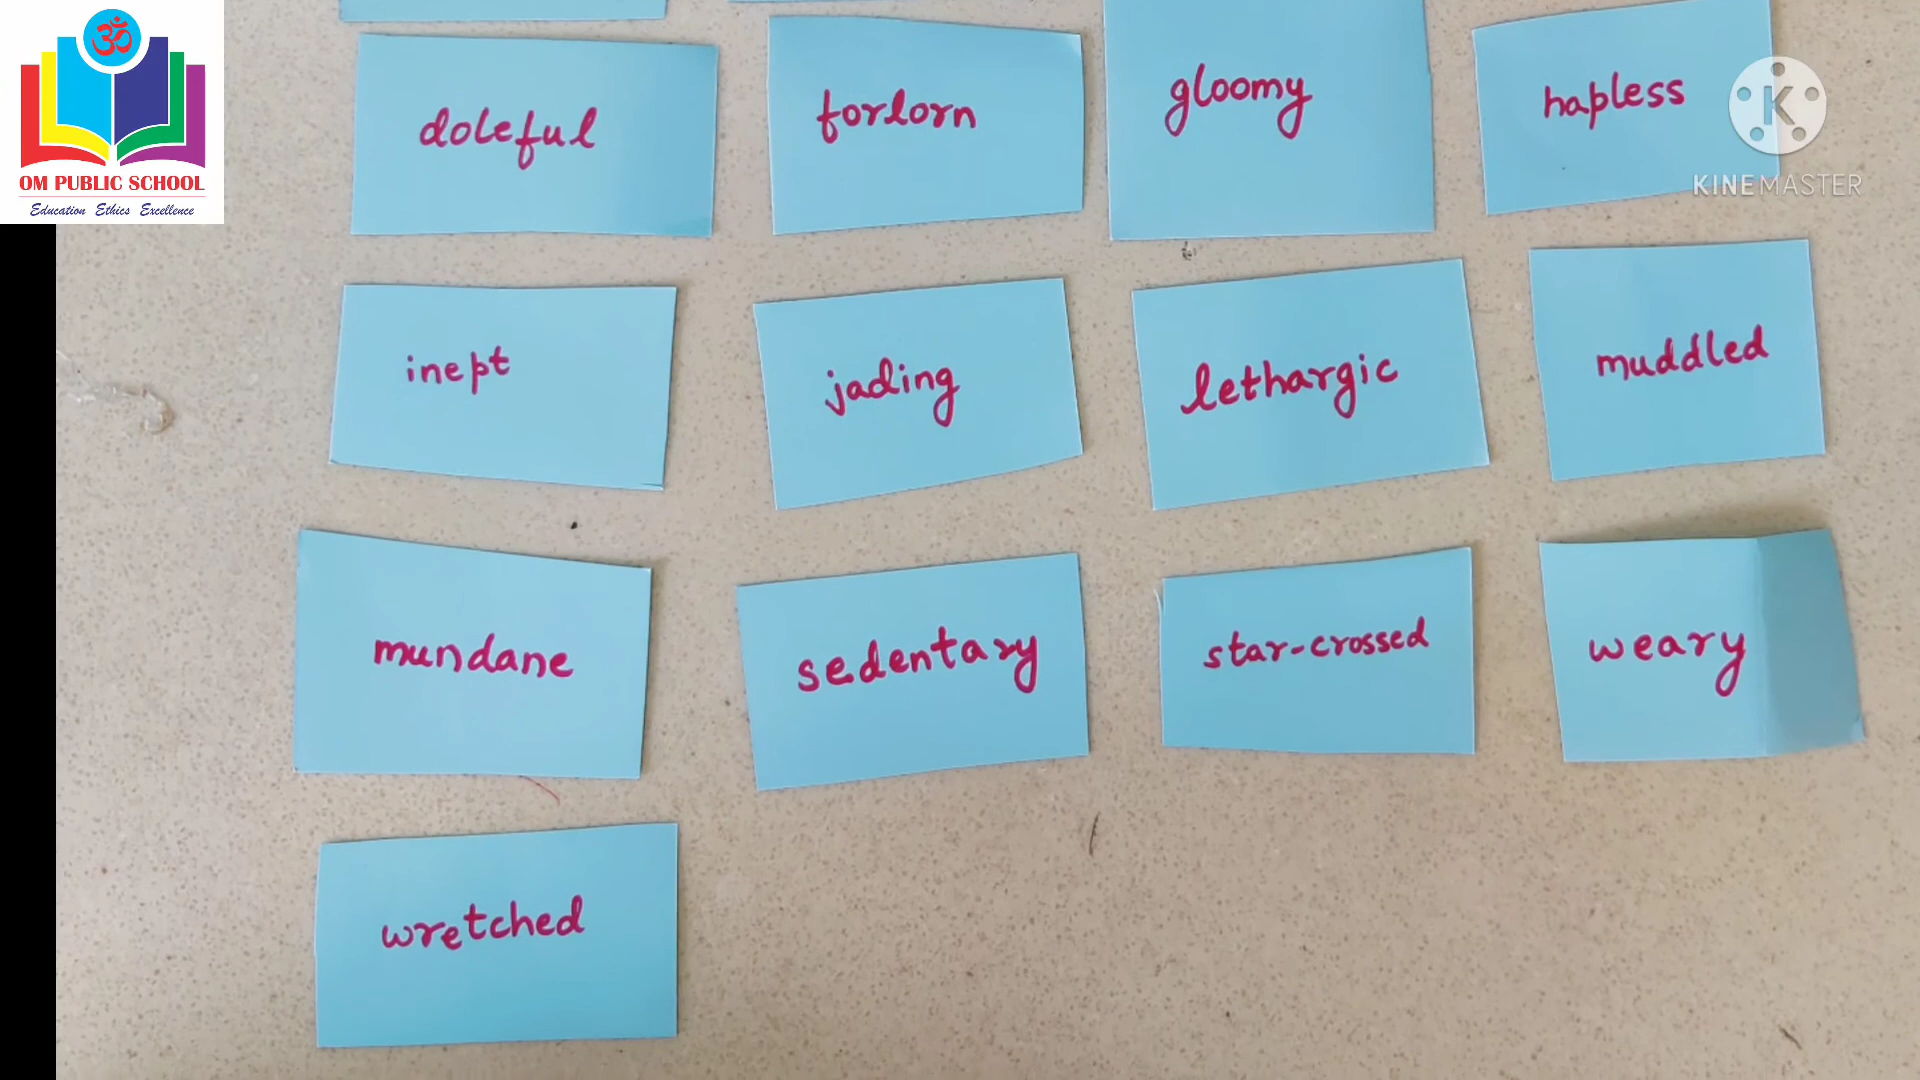 ॐ
OM PUBLIC SCHOOL
Education Ethics Excellence
doleful
forlorn
gloomy
hapless
K
KINEMASTER
inept
jading
lethargic
muddled
mundane
sedentary
star-crossed
weary
wretched